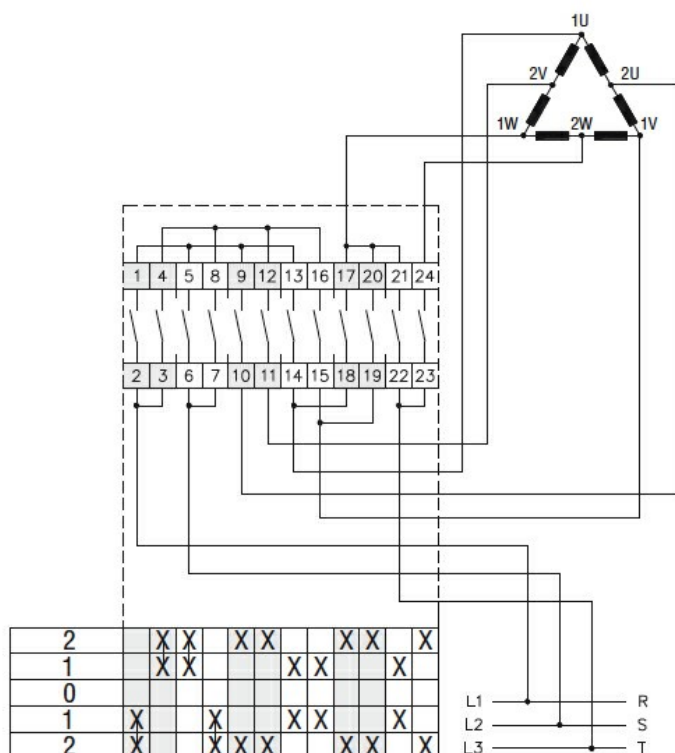 1U
2V 2U
1W 2W 1V
1 4 5 8 9 12 13 16 17 20 21 24
2 3 6 7 10 11 14 15 18 19 22 23
2 X X X X X X X
1 X X X X X
0
1 X X X X X
2 X X X X X X X
L1 R
L2 S
L3 T